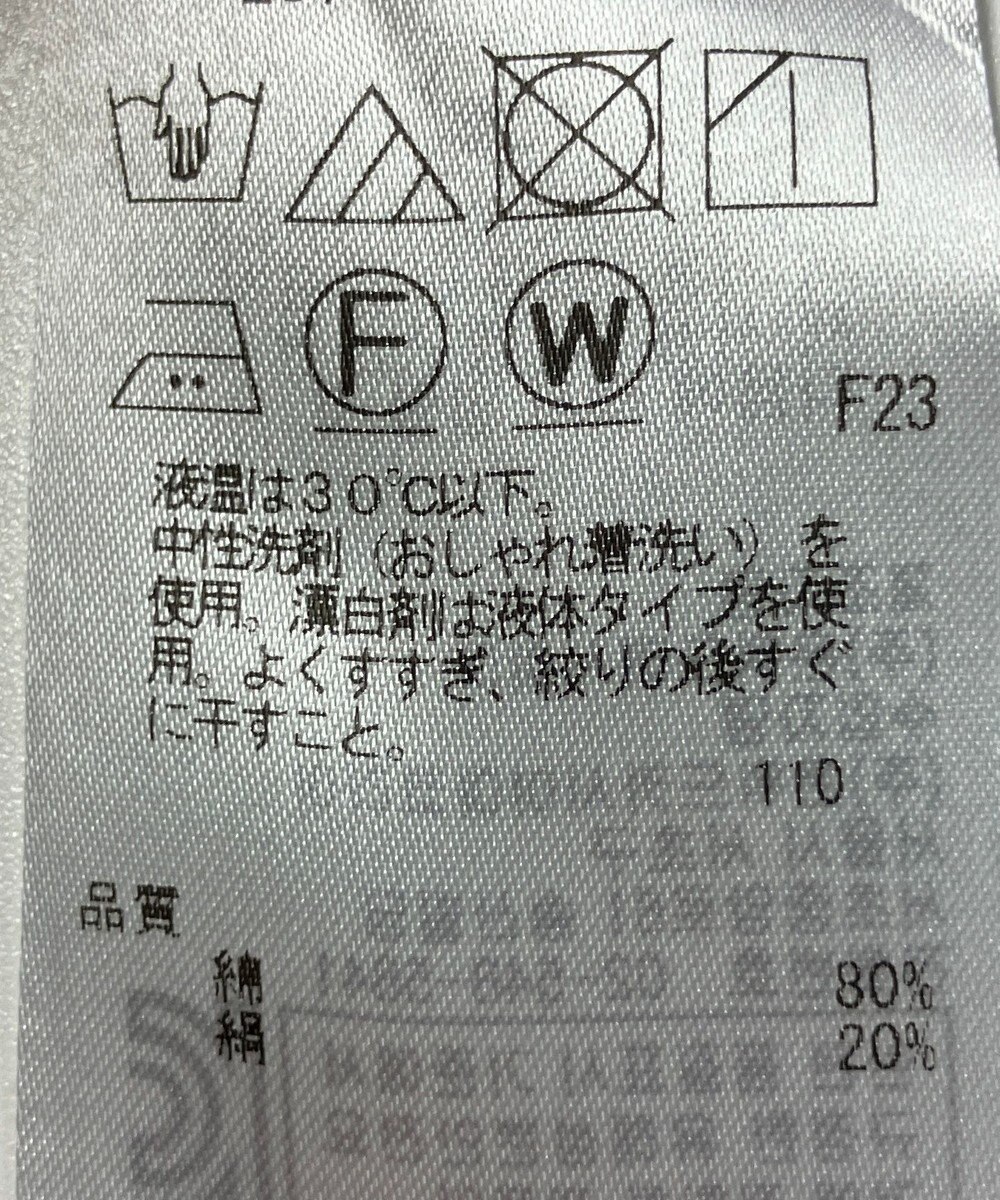 F W F23
液温は30℃以下。
中性洗剤（おしゃれ着洗い）を
使用。漂白剤は液体タイプを使
用。よくすすぎ、絞りの後すぐ
に干すこと。
110
品質
綿 80%
絹 20%